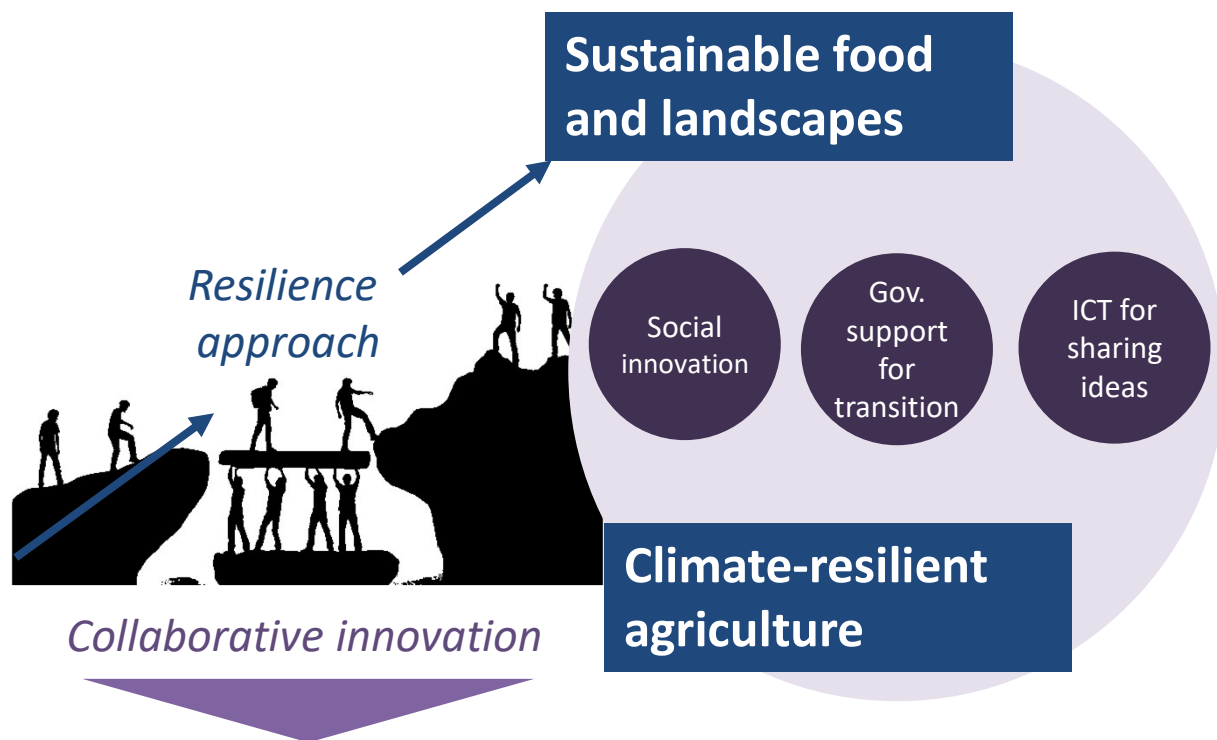 Sustainable food
and landscapes
Resilience
approach
Social
innovation
Gov.
support
for
transition
ICT for
sharing
ideas
Climate-resilient
agriculture
Collaborative innovation